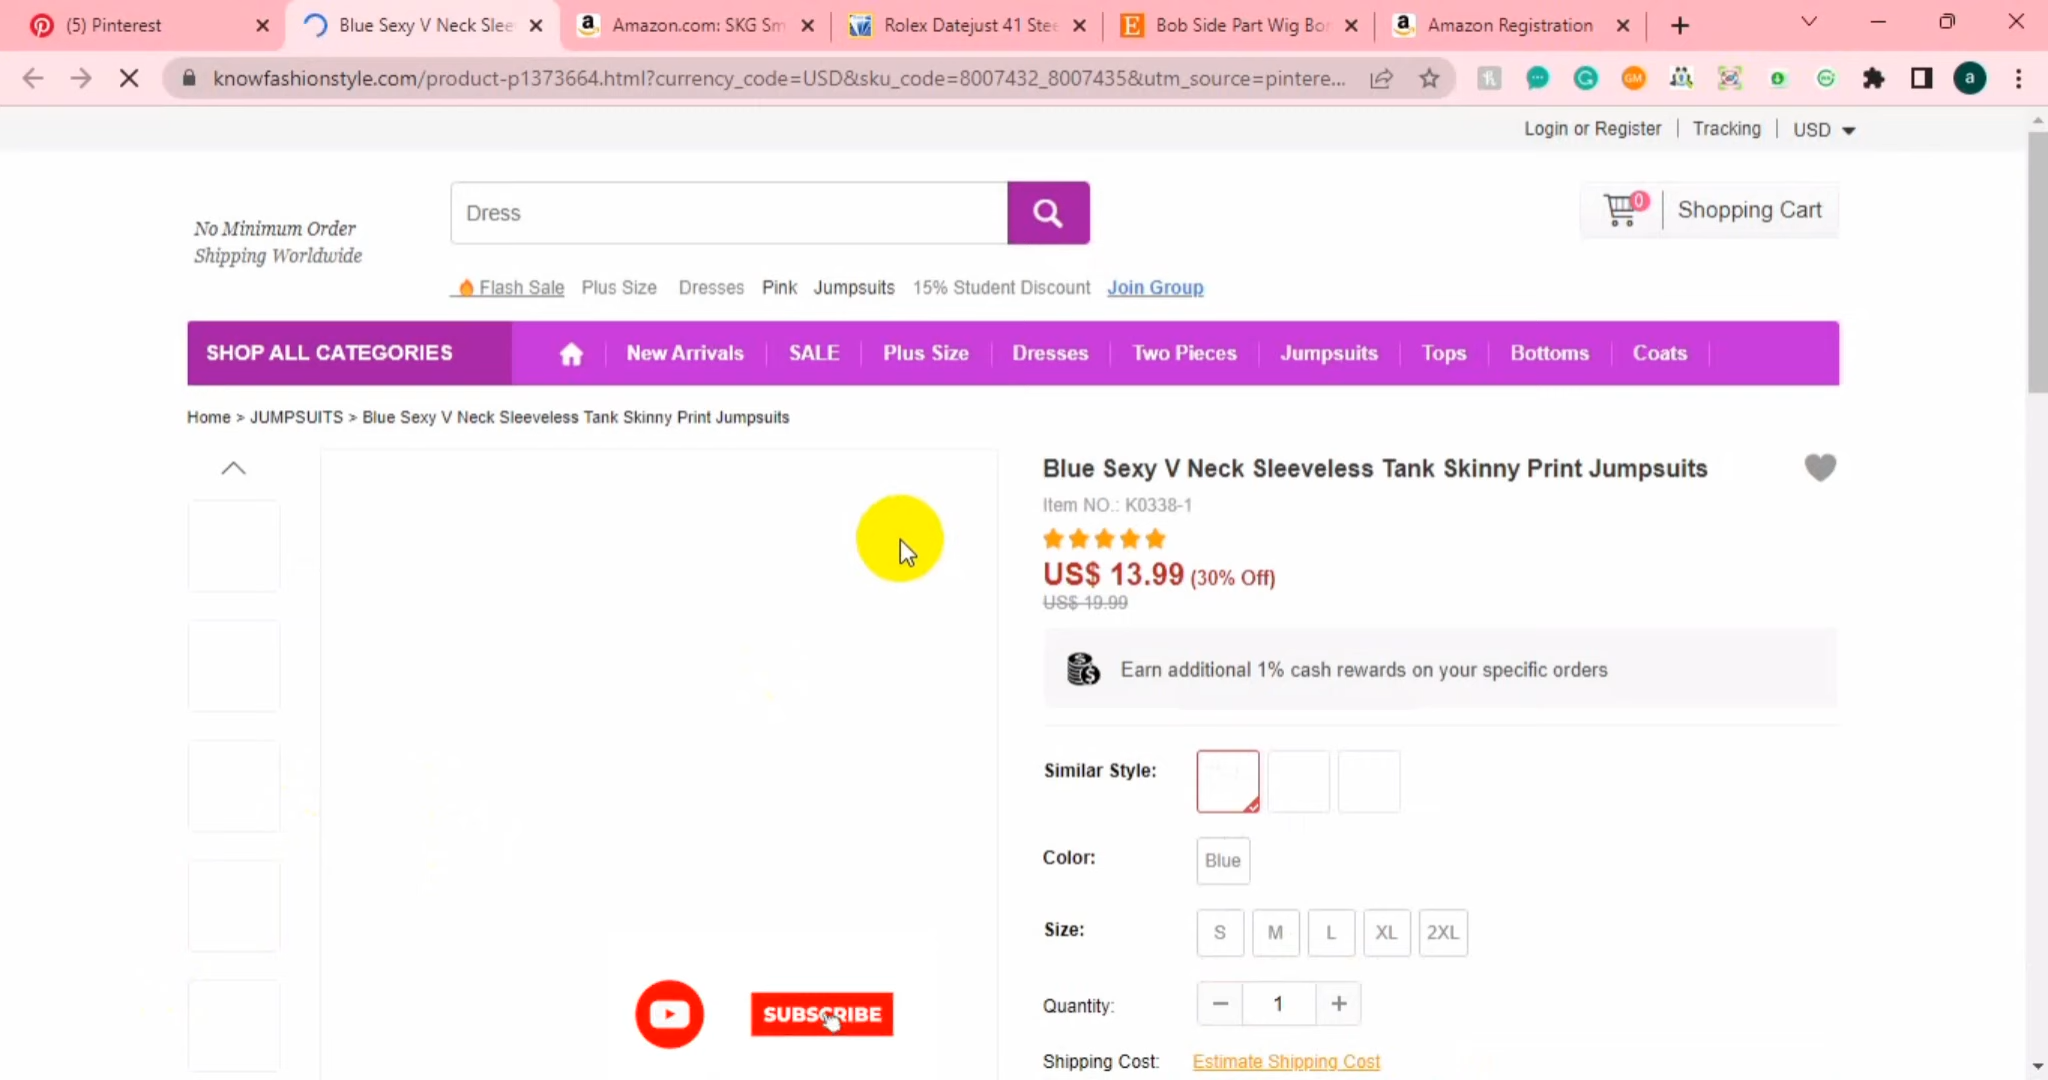 (5) Pinterest
Blue Sexy V Neck Slee
Amazon.com: SKG Sm
Rolex Datejust 41 Stee
Bob Side Part Wig Bo
Amazon Registration
knowfashionstyle.com/product-p1373664.html?currency_code=USD&sku_code=8007432_8007435&utm_source=pintere...
GM
a
Login or Register
Tracking
USD
No Minimum Order
Shipping Worldwide
Dress
0
Shopping Cart
Flash Sale Plus Size Dresses Pink Jumpsuits 15% Student Discount Join Group
SHOP ALL CATEGORIES
New Arrivals
SALE
Plus Size
Dresses
Two Pieces
Jumpsuits
Tops
Bottoms
Coats
Home > JUMPSUITS > Blue Sexy V Neck Sleeveless Tank Skinny Print Jumpsuits
Blue Sexy V Neck Sleeveless Tank Skinny Print Jumpsuits
Item NO.: K0338-1
US$ 13.99 (30% Off)
US$ 19.99
Earn additional 1% cash rewards on your specific orders
Similar Style:
Color:
Blue
Size:
S
M
L
XL
2XL
Quantity:
1
SUBSCRIBE
Shipping Cost:
Estimate Shipping Cost